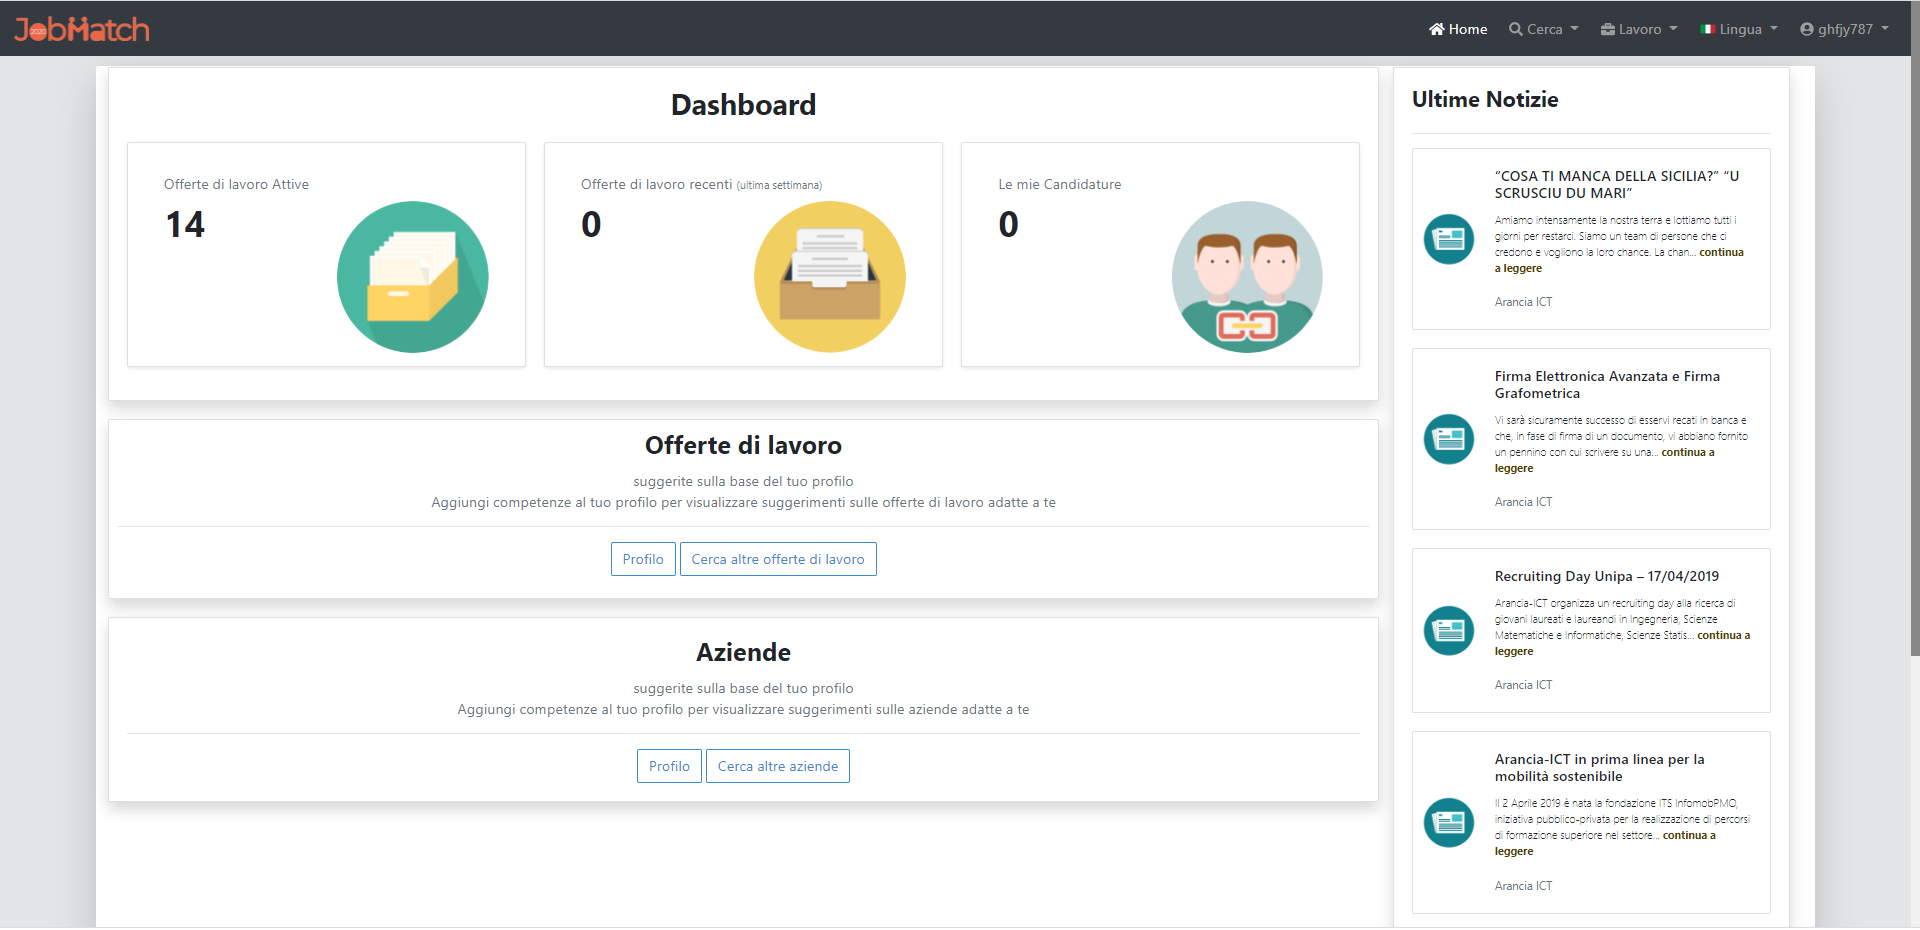 JobMatch
2020
Home
Cerca
Lavoro
Lingua
ghfjy787
Dashboard
Offerte di lavoro Attive
14
Offerte di lavoro recenti (ultima settimana)
0
Le mie Candidature
0
Offerte di lavoro
suggerite sulla base del tuo profilo
Aggiungi competenze al tuo profilo per visualizzare suggerimenti sulle offerte di lavoro adatte a te
Profilo
Cerca altre offerte di lavoro
Aziende
suggerite sulla base del tuo profilo
Aggiungi competenze al tuo profilo per visualizzare suggerimenti sulle aziende adatte a te
Profilo
Cerca altre aziende
Ultime Notizie
“COSA TI MANCA DELLA SICILIA?” “U
SCRUSCIU DU MARI”
Amiamo intensamente la nostra terra e lottiamo tutti i
giorni per restarci. Siamo un team di persone che ci
credono e vogliono la loro chance. La chan... continua
a leggere
Arancia ICT
Firma Elettronica Avanzata e Firma
Grafometrica
Vi sarà sicuramente successo di esservi recati in banca e
che, in fase di firma di un documento, vi abbiano fornito
un pennino con cui scrivere su una... continua a
leggere
Arancia ICT
Recruiting Day Unipa – 17/04/2019
Arancia-ICT organizza un recruiting day alla ricerca di
giovani laureati e laureandi in Ingegneria, Scienze
Matematiche e Informatiche, Scienze Statis... continua a
leggere
Arancia ICT
Arancia-ICT in prima linea per la
mobilità sostenibile
Il 2 Aprile 2019 è nata la fondazione ITS InfomobPMO,
iniziativa pubblico-privata per la realizzazione di percorsi
di formazione superiore nel settore... continua a
leggere
Arancia ICT